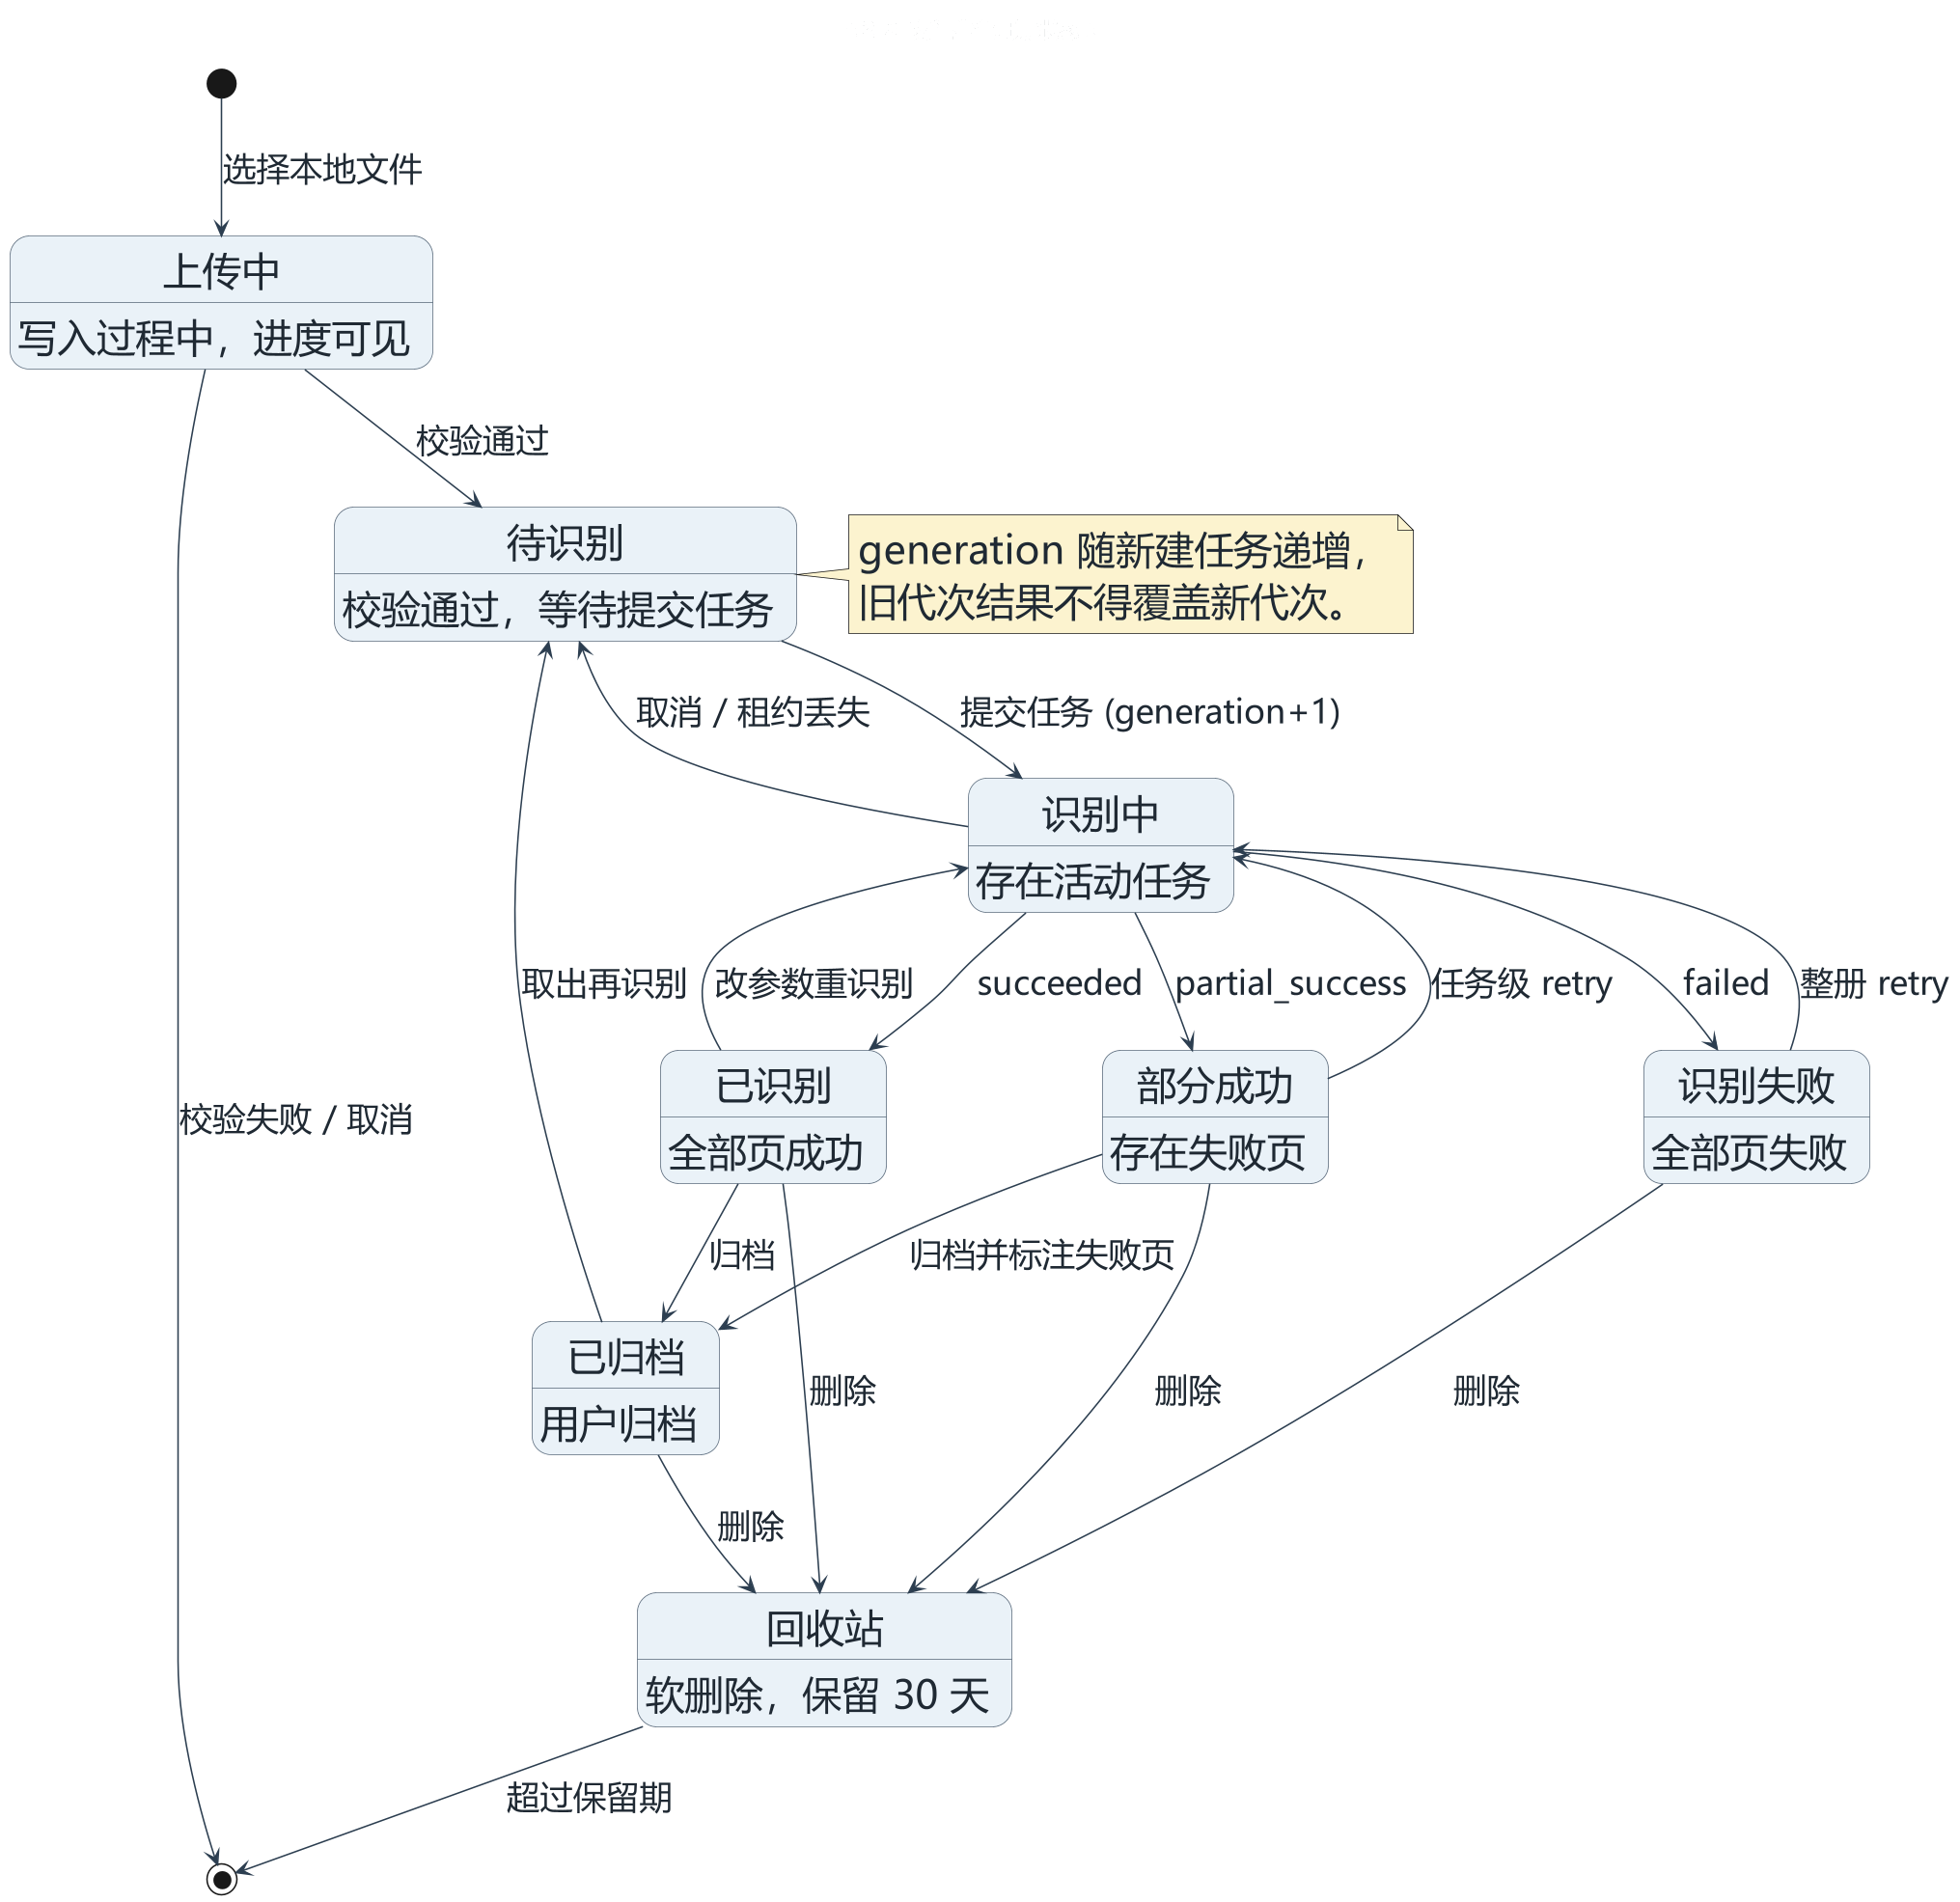 选择本地文件
上传中
写入过程中，进度可见
校验通过
待识别
校验通过，等待提交任务
generation 随新建任务递增，
旧代次结果不得覆盖新代次。
取消 / 租约丢失
提交任务 (generation+1)
识别中
存在活动任务
取出再识别
改参数重识别
succeeded
partial_success
任务级 retry
failed
整册 retry
已识别
全部页成功
部分成功
存在失败页
识别失败
全部页失败
校验失败 / 取消
归档
归档并标注失败页
已归档
用户归档
删除
删除
删除
删除
回收站
软删除，保留 30 天
超过保留期